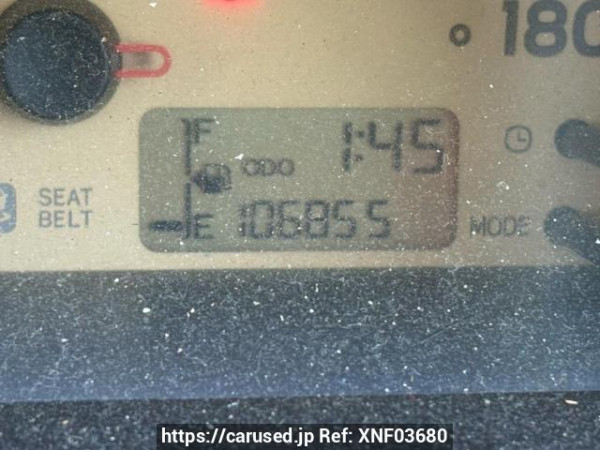 180
F
ODO 1:45
SEAT
BELT
E 106855
MODE
https://carused.jp Ref: XNF03680